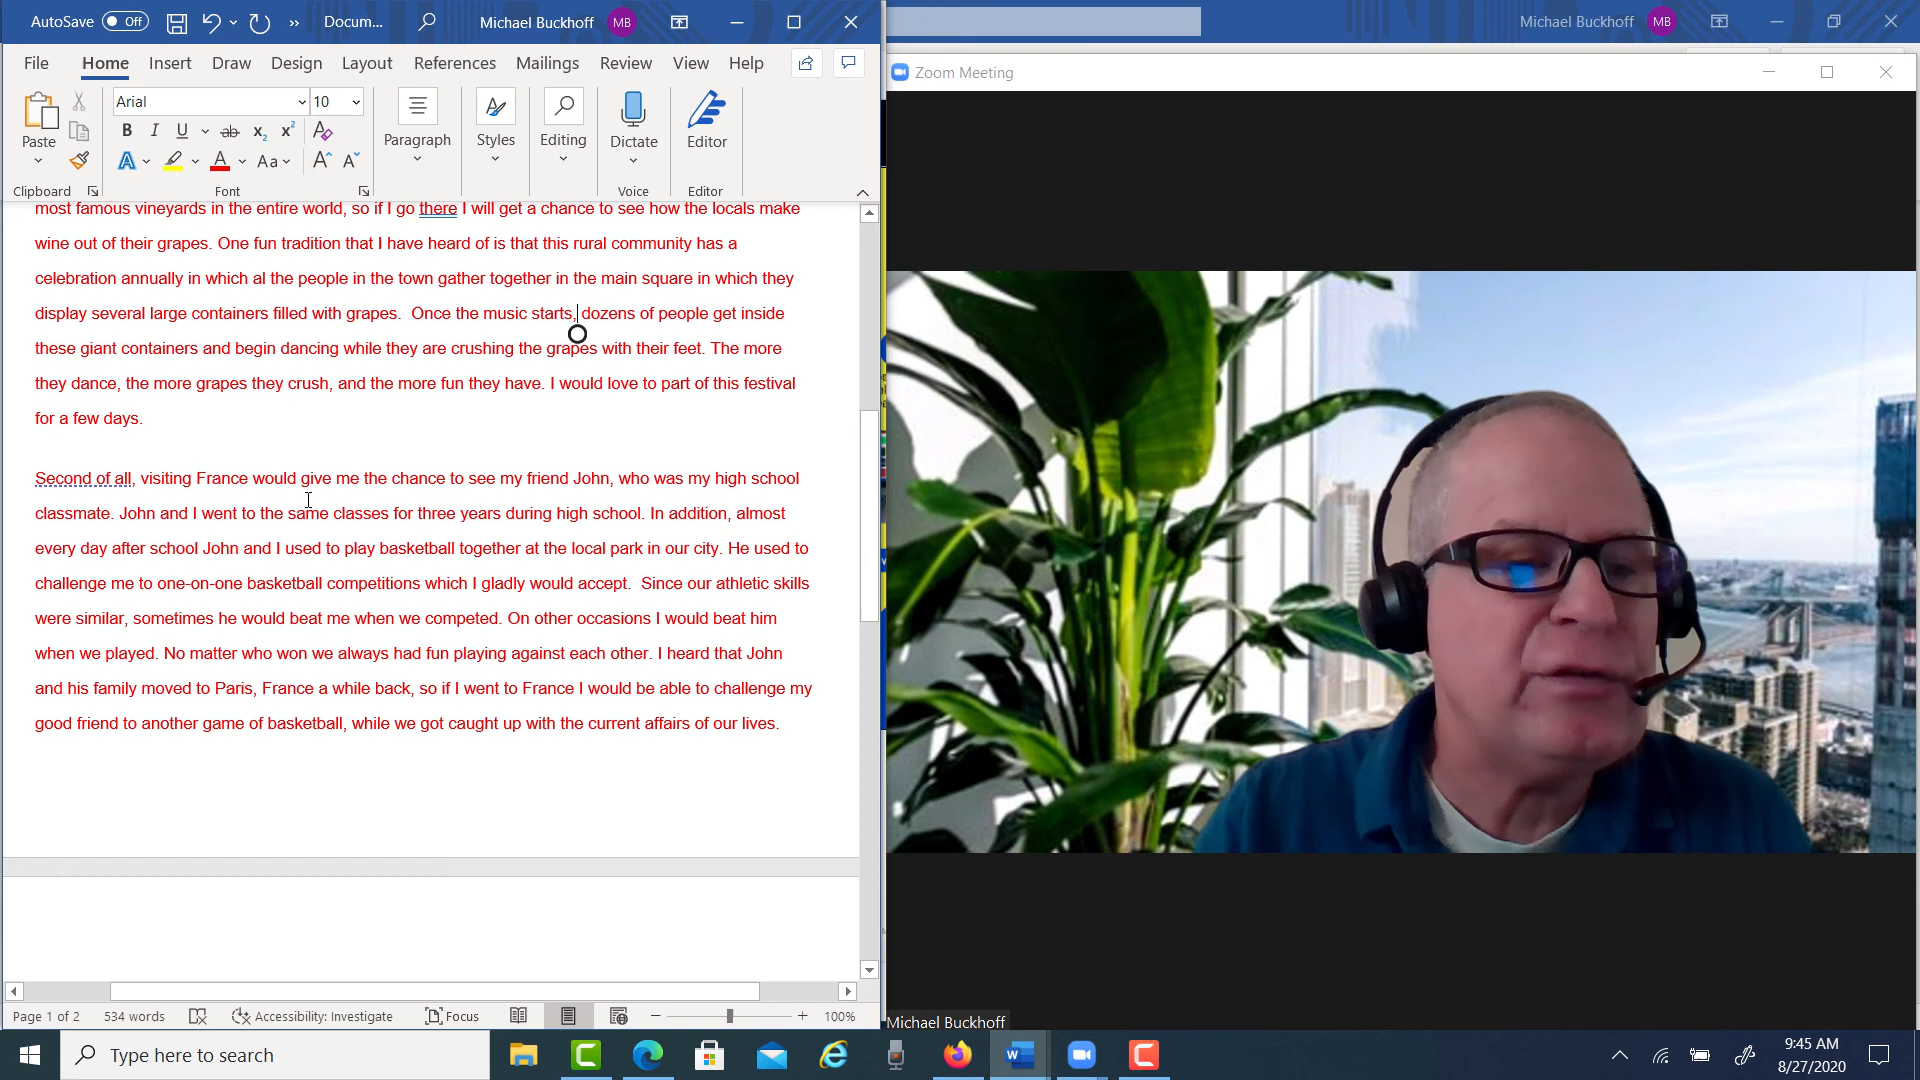 AutoSave Off Docum... Michael Buckhoff MB Michael Buckhoff MB
File Home Insert Draw Design Layout References Mailings Review View Help
Zoom Meeting
Arial 10
Paste Paragraph Styles Editing Dictate Editor
B I U ab x2 x2 A
A A Aa A A
Clipboard Font Voice Editor
most famous vineyards in the entire world, so if I go there I will get a chance to see how the locals make
wine out of their grapes. One fun tradition that I have heard of is that this rural community has a
celebration annually in which al the people in the town gather together in the main square in which they
display several large containers filled with grapes.  Once the music starts, dozens of people get inside
these giant containers and begin dancing while they are crushing the grapes with their feet. The more
they dance, the more grapes they crush, and the more fun they have. I would love to part of this festival
for a few days.
Second of all, visiting France would give me the chance to see my friend John, who was my high school
classmate. John and I went to the same classes for three years during high school. In addition, almost
every day after school John and I used to play basketball together at the local park in our city. He used to
challenge me to one-on-one basketball competitions which I gladly would accept.  Since our athletic skills
were similar, sometimes he would beat me when we competed. On other occasions I would beat him
when we played. No matter who won we always had fun playing against each other. I heard that John
and his family moved to Paris, France a while back, so if I went to France I would be able to challenge my
good friend to another game of basketball, while we got caught up with the current affairs of our lives.
Page 1 of 2 534 words Accessibility: Investigate Focus 100%
Michael Buckhoff
Type here to search
9:45 AM
8/27/2020